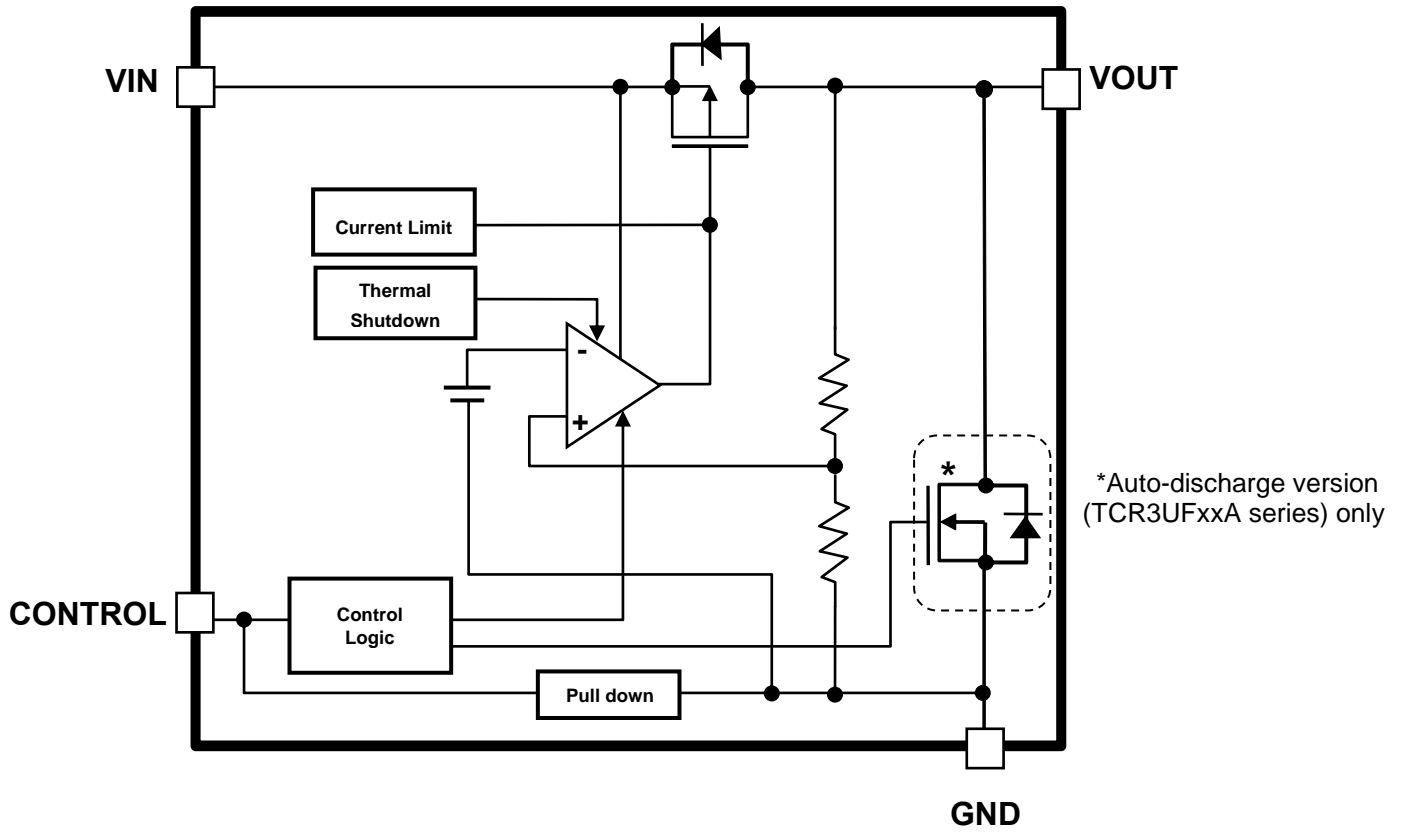 VIN
VOUT
Current Limit
Thermal
Shutdown
-
+
*
*Auto-discharge version
(TCR3UFxxA series) only
CONTROL
Control
Logic
Pull down
GND